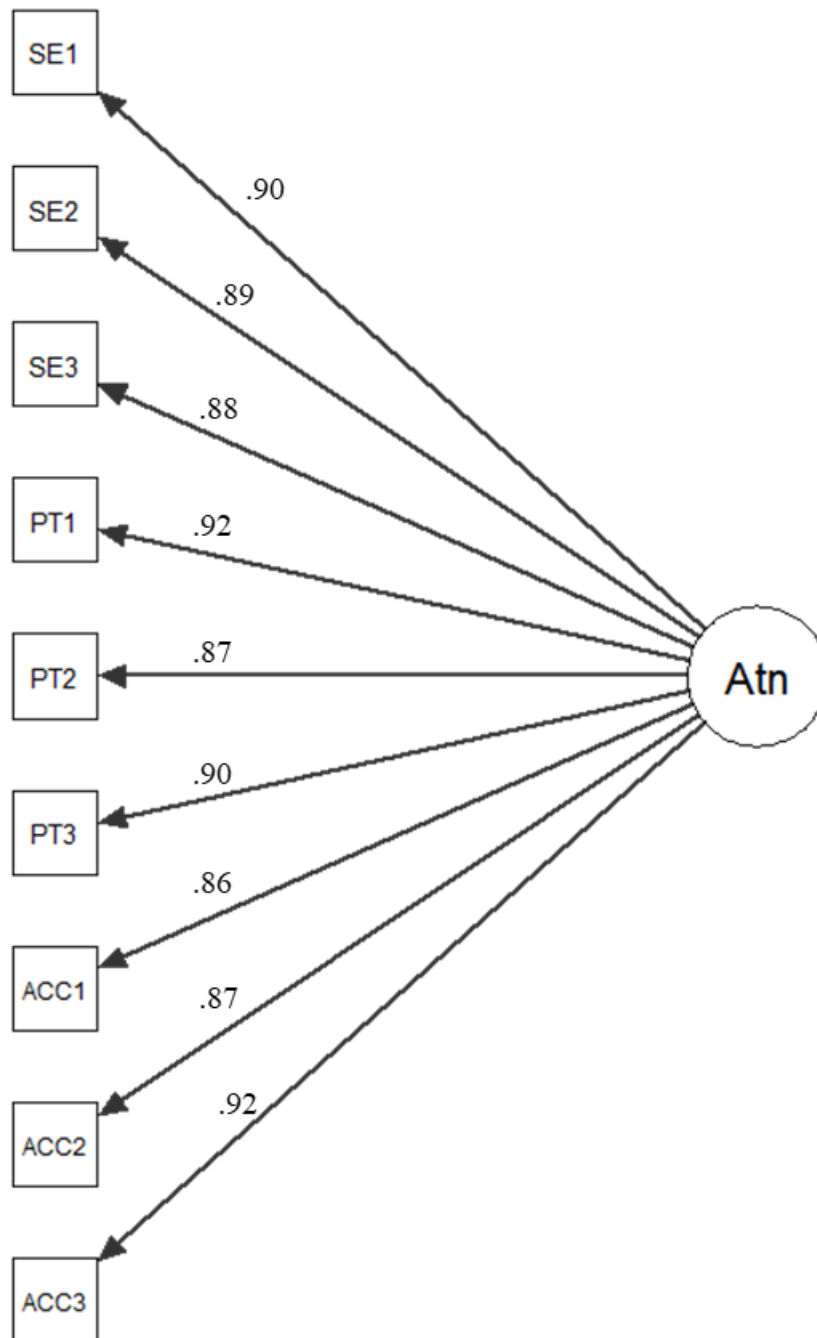 SE1
.90
SE2
.89
SE3
.88
PT1
.92
PT2
.87
Atn
PT3
.90
ACC1
.86
ACC2
.87
ACC3
.92